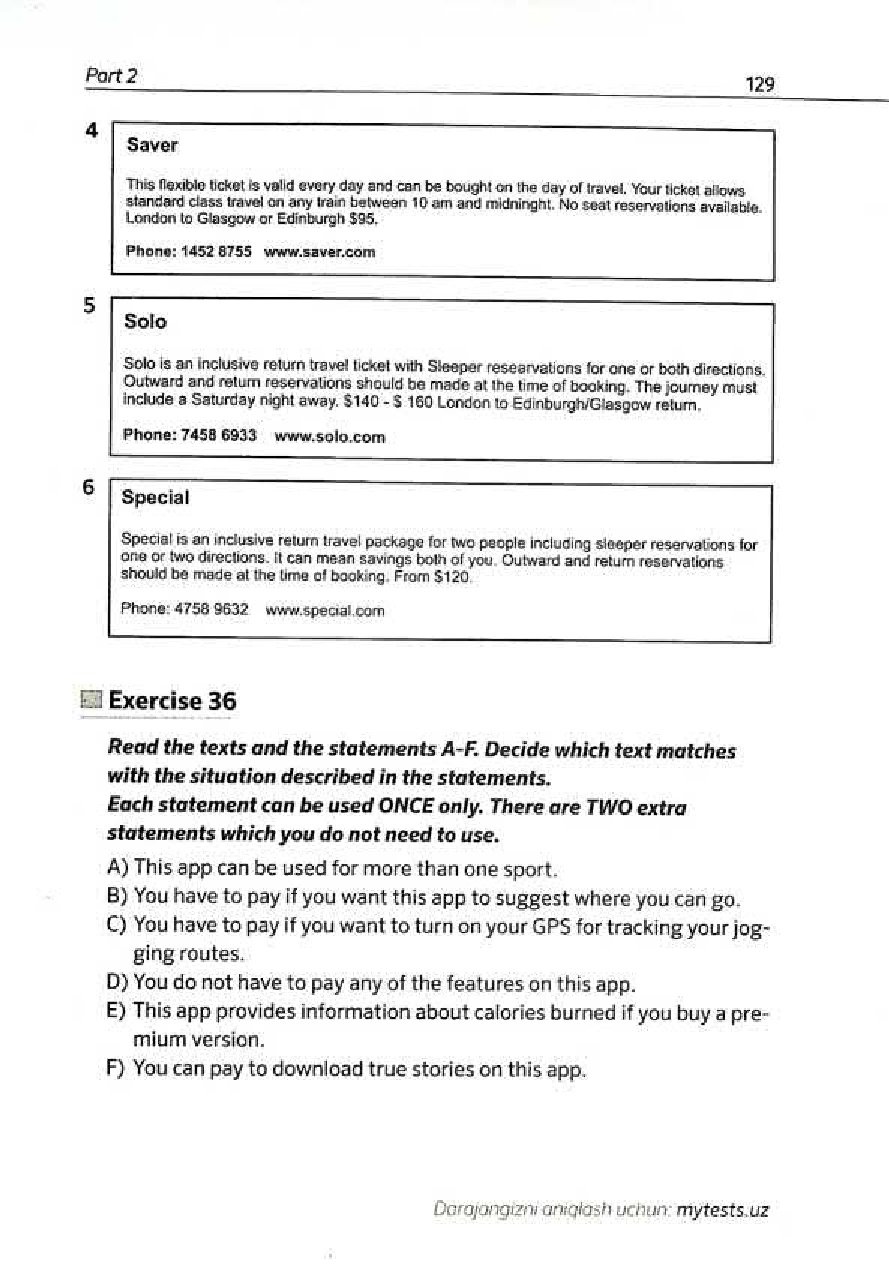 Part 2
129
4
Saver
This flexible ticket is valid every day and can be bought on the day of travel. Your ticket allows
standard class travel on any train between 10 am and midninght. No seat reservations available.
London to Glasgow or Edinburgh $95.
Phone: 1452 8755 www.saver.com
5
Solo
Solo is an inclusive return travel ticket with Sleeper researvations for one or both directions.
Outward and return reservations should be made at the time of booking. The journey must
include a Saturday night away. $140 - $ 160 London to Edinburgh/Glasgow return.
Phone: 7458 6933 www.solo.com
6
Special
Special is an inclusive return travel package for two people including sleeper reservations for
one or two directions. It can mean savings both of you. Outward and return reservations
should be made at the time of booking. From $120.
Phone: 4758 9632 www.special.com
Exercise 36
Read the texts and the statements A-F. Decide which text matches
with the situation described in the statements.
Each statement can be used ONCE only. There are TWO extra
statements which you do not need to use.
A) This app can be used for more than one sport.
B) You have to pay if you want this app to suggest where you can go.
C) You have to pay if you want to turn on your GPS for tracking your jog-
ging routes.
D) You do not have to pay any of the features on this app.
E) This app provides information about calories burned if you buy a pre-
mium version.
F) You can pay to download true stories on this app.
Darajangizni aniqlash uchun: mytests.uz